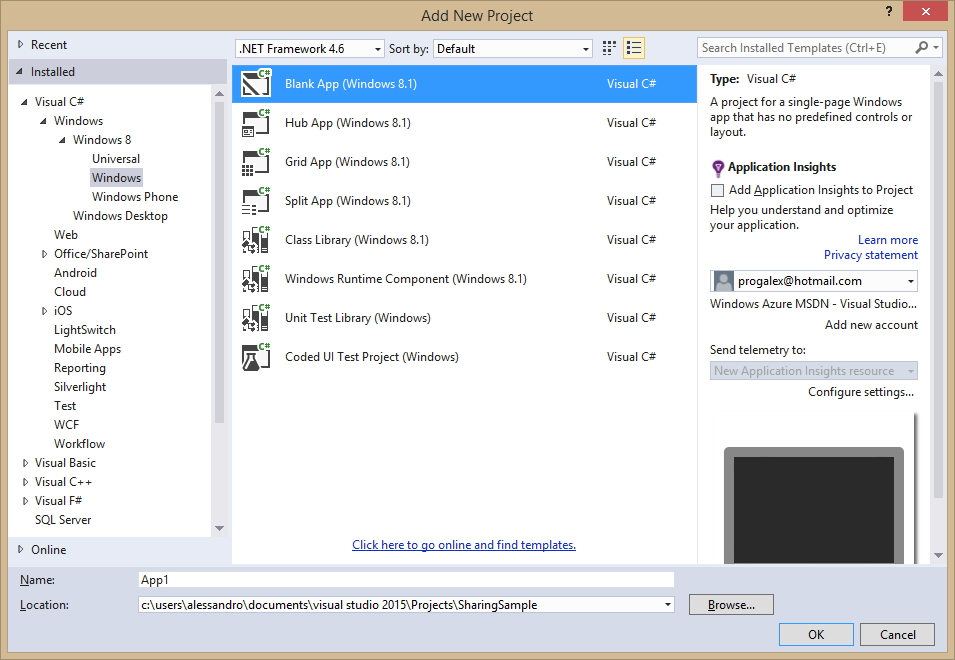 Add New Project
?
Recent
Installed
Visual C#
Windows
Windows 8
Universal
Windows
Windows Phone
Windows Desktop
Web
Office/SharePoint
Android
Cloud
iOS
LightSwitch
Mobile Apps
Reporting
Silverlight
Test
WCF
Workflow
Visual Basic
Visual C++
Visual F#
SQL Server
Online
.NET Framework 4.6 Sort by: Default
C# Blank App (Windows 8.1) Visual C#
C# Hub App (Windows 8.1) Visual C#
C# Grid App (Windows 8.1) Visual C#
C# Split App (Windows 8.1) Visual C#
C# Class Library (Windows 8.1) Visual C#
C# Windows Runtime Component (Windows 8.1) Visual C#
C# Unit Test Library (Windows) Visual C#
C# Coded UI Test Project (Windows) Visual C#
Click here to go online and find templates.
Search Installed Templates (Ctrl+E)
Type: Visual C#
A project for a single-page Windows
app that has no predefined controls or
layout.
Application Insights
Add Application Insights to Project
Help you understand and optimize
your application.
Learn more
Privacy statement
progalex@hotmail.com
Windows Azure MSDN - Visual Studio...
Add new account
Send telemetry to:
New Application Insights resource
Configure settings...
Name: App1
Location: c:\users\alessandro\documents\visual studio 2015\Projects\SharingSample Browse...
OK Cancel